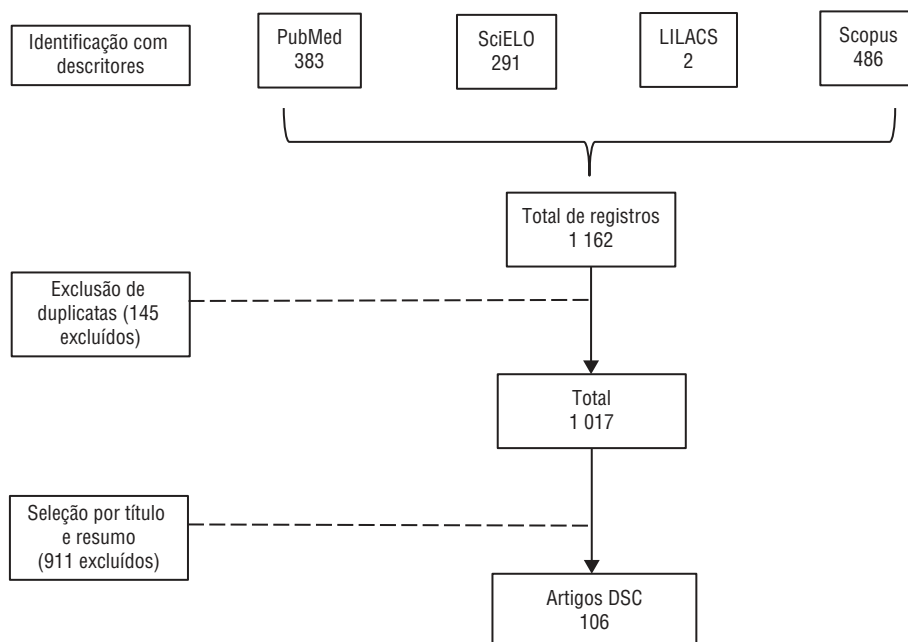 Identificação com
descritores
PubMed
383
SciELO
291
LILACS
2
Scopus
486
Total de registros
1 162
Exclusão de
duplicatas (145
excluídos)
Total
1 017
Seleção por título
e resumo
(911 excluídos)
Artigos DSC
106